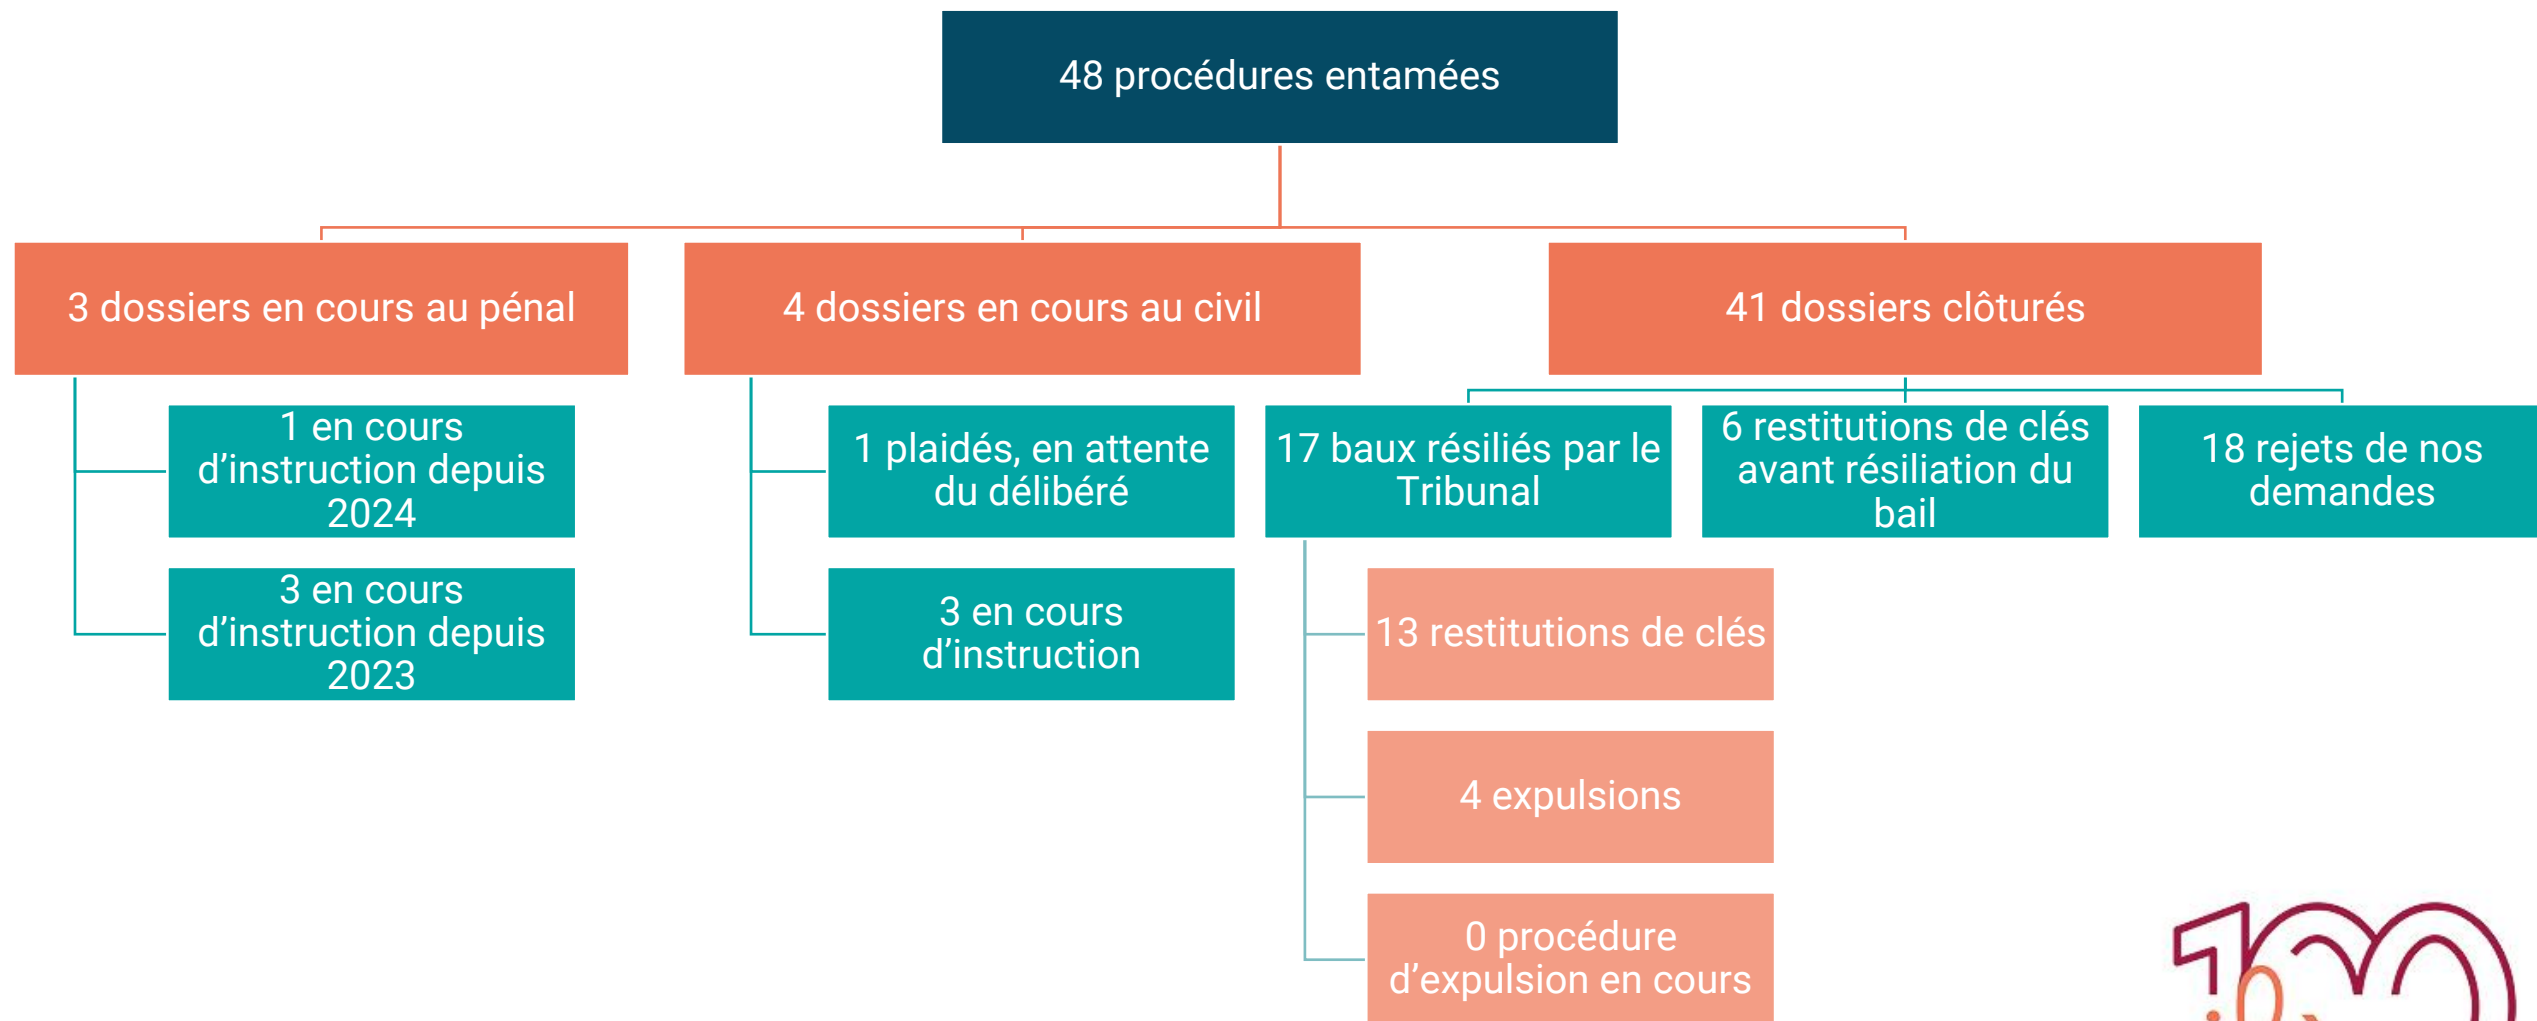 48 procédures entamées
3 dossiers en cours au pénal
4 dossiers en cours au civil
41 dossiers clôturés
1 en cours
d’instruction depuis
2024
3 en cours
d’instruction depuis
2023
1 plaidés, en attente
du délibéré
3 en cours
d’instruction
17 baux résiliés par le
Tribunal
13 restitutions de clés
4 expulsions
0 procédure
d’expulsion en cours
6 restitutions de clés
avant résiliation du
bail
18 rejets de nos
demandes
100